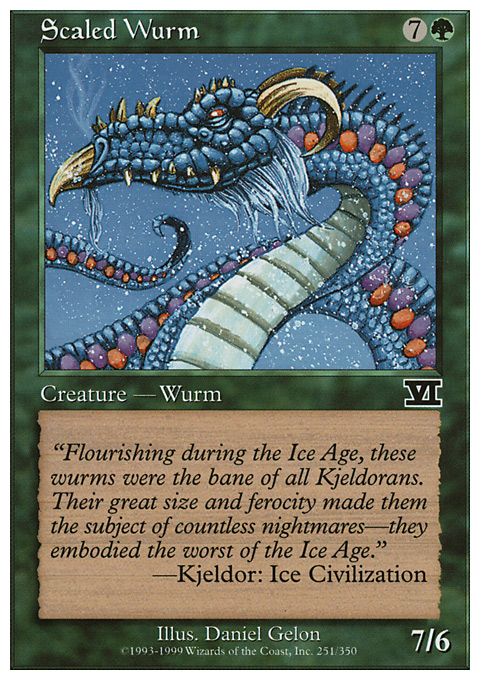 Scaled Wurm 7
Creature — Wurm VI
“Flourishing during the Ice Age, these
wurms were the bane of all Kjeldorans.
Their great size and ferocity made them
the subject of countless nightmares—they
embodied the worst of the Ice Age.”
—Kjeldor: Ice Civilization
Illus. Daniel Gelon
7/6
©1993-1999 Wizards of the Coast, Inc. 251/350